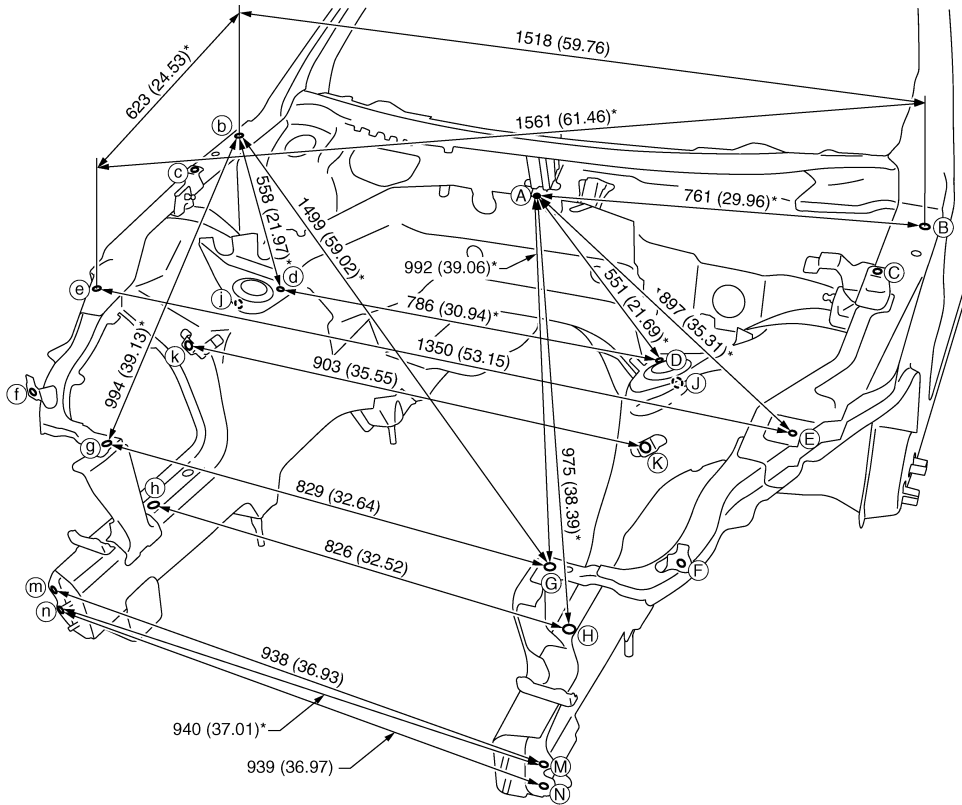 1518 (59.76)
623 (24.53)*
1561 (61.46)*
b
c
A
761 (29.96)*
B
558 (21.97)*
1499 (59.02)*
992 (39.06)*
C
d
e
j
551 (21.69)*
897 (35.31)*
786 (30.94)*
994 (39.13)*
k
1350 (53.15)
903 (35.55)
D
J
f
g
E
K
975 (38.39)*
h
829 (32.64)
826 (32.52)
F
G
m
n
H
938 (36.93)
940 (37.01)*
939 (36.97)
M
N